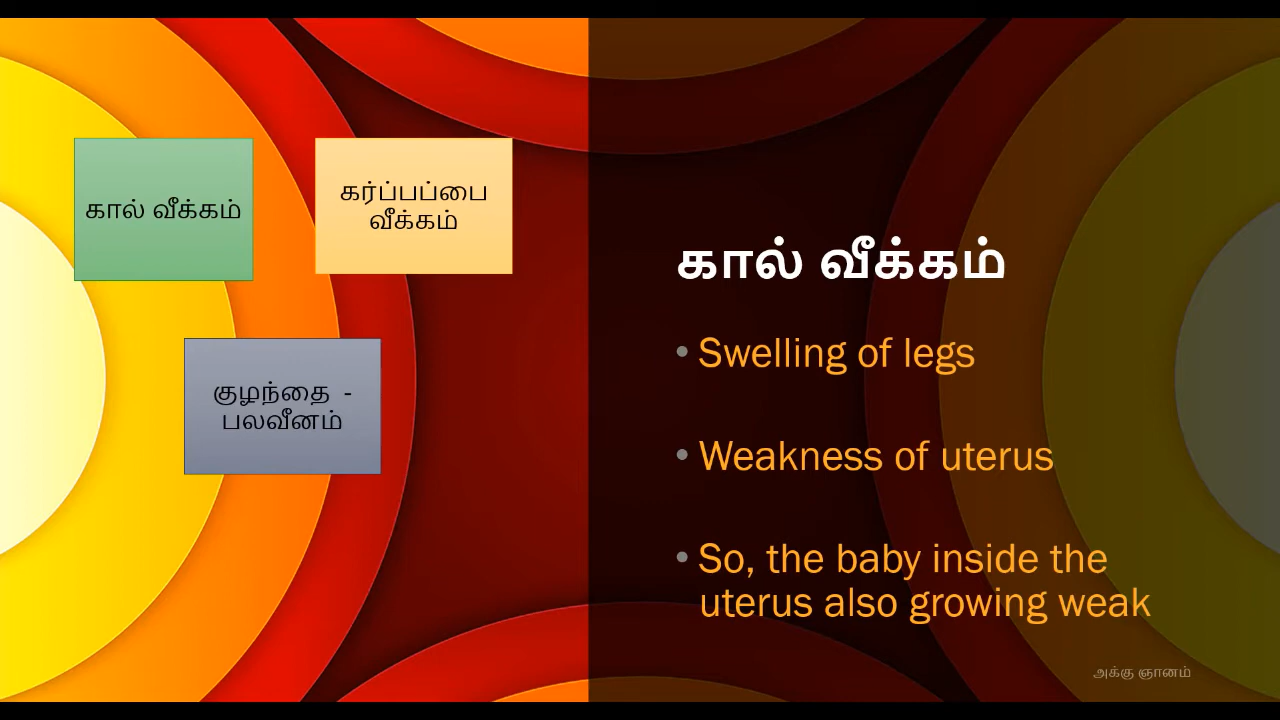 கால் வீக்கம்
கர்ப்பப்பை
வீக்கம்
குழந்தை -
பலவீனம்
கால் வீக்கம்
• Swelling of legs
• Weakness of uterus
• So, the baby inside the
uterus also growing weak
அக்கு ஞானம்